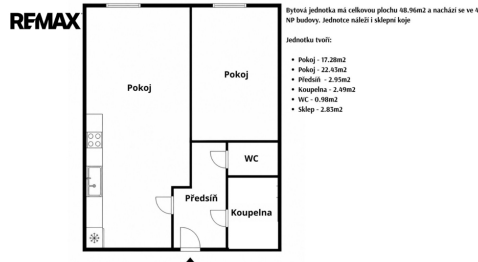 RE/MAX
Bytová jednotka má celkovou plochu 48.96m2 a nachází se ve 4
NP budovy. Jednotce náleží i sklepní koje
Jednotku tvoří:
• Pokoj - 17.28m2
• Pokoj - 22.43m2
• Předsíň - 2.95m2
• Koupelna - 2.49m2
• WC - 0.98m2
• Sklep - 2.83m2
Pokoj
Pokoj
WC
Předsíň
Koupelna